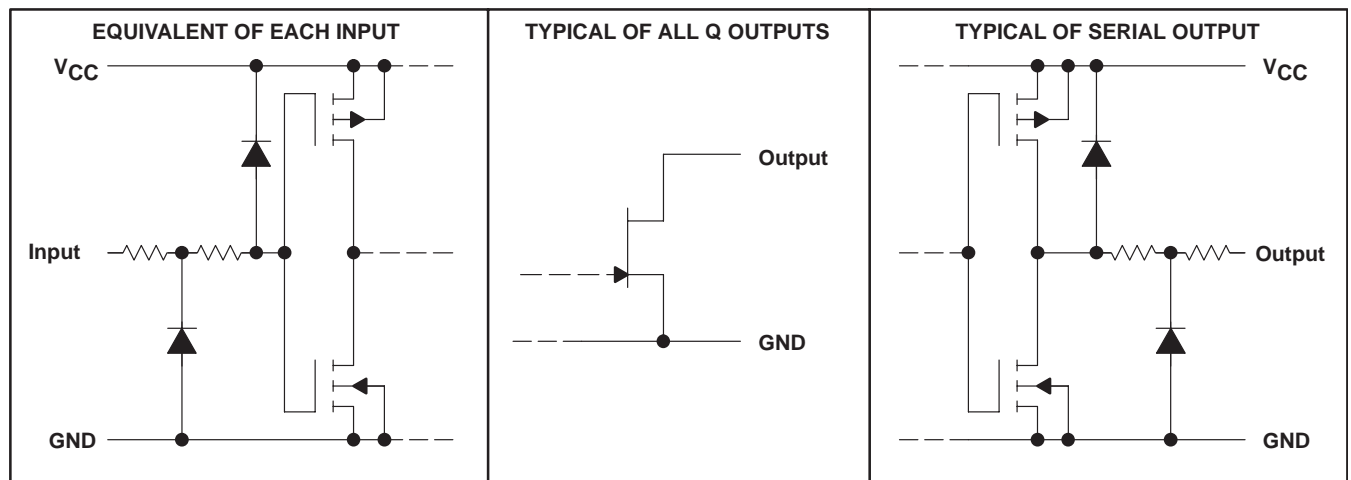 EQUIVALENT OF EACH INPUT
VCC
Input
GND
TYPICAL OF ALL Q OUTPUTS
Output
GND
TYPICAL OF SERIAL OUTPUT
VCC
Output
GND